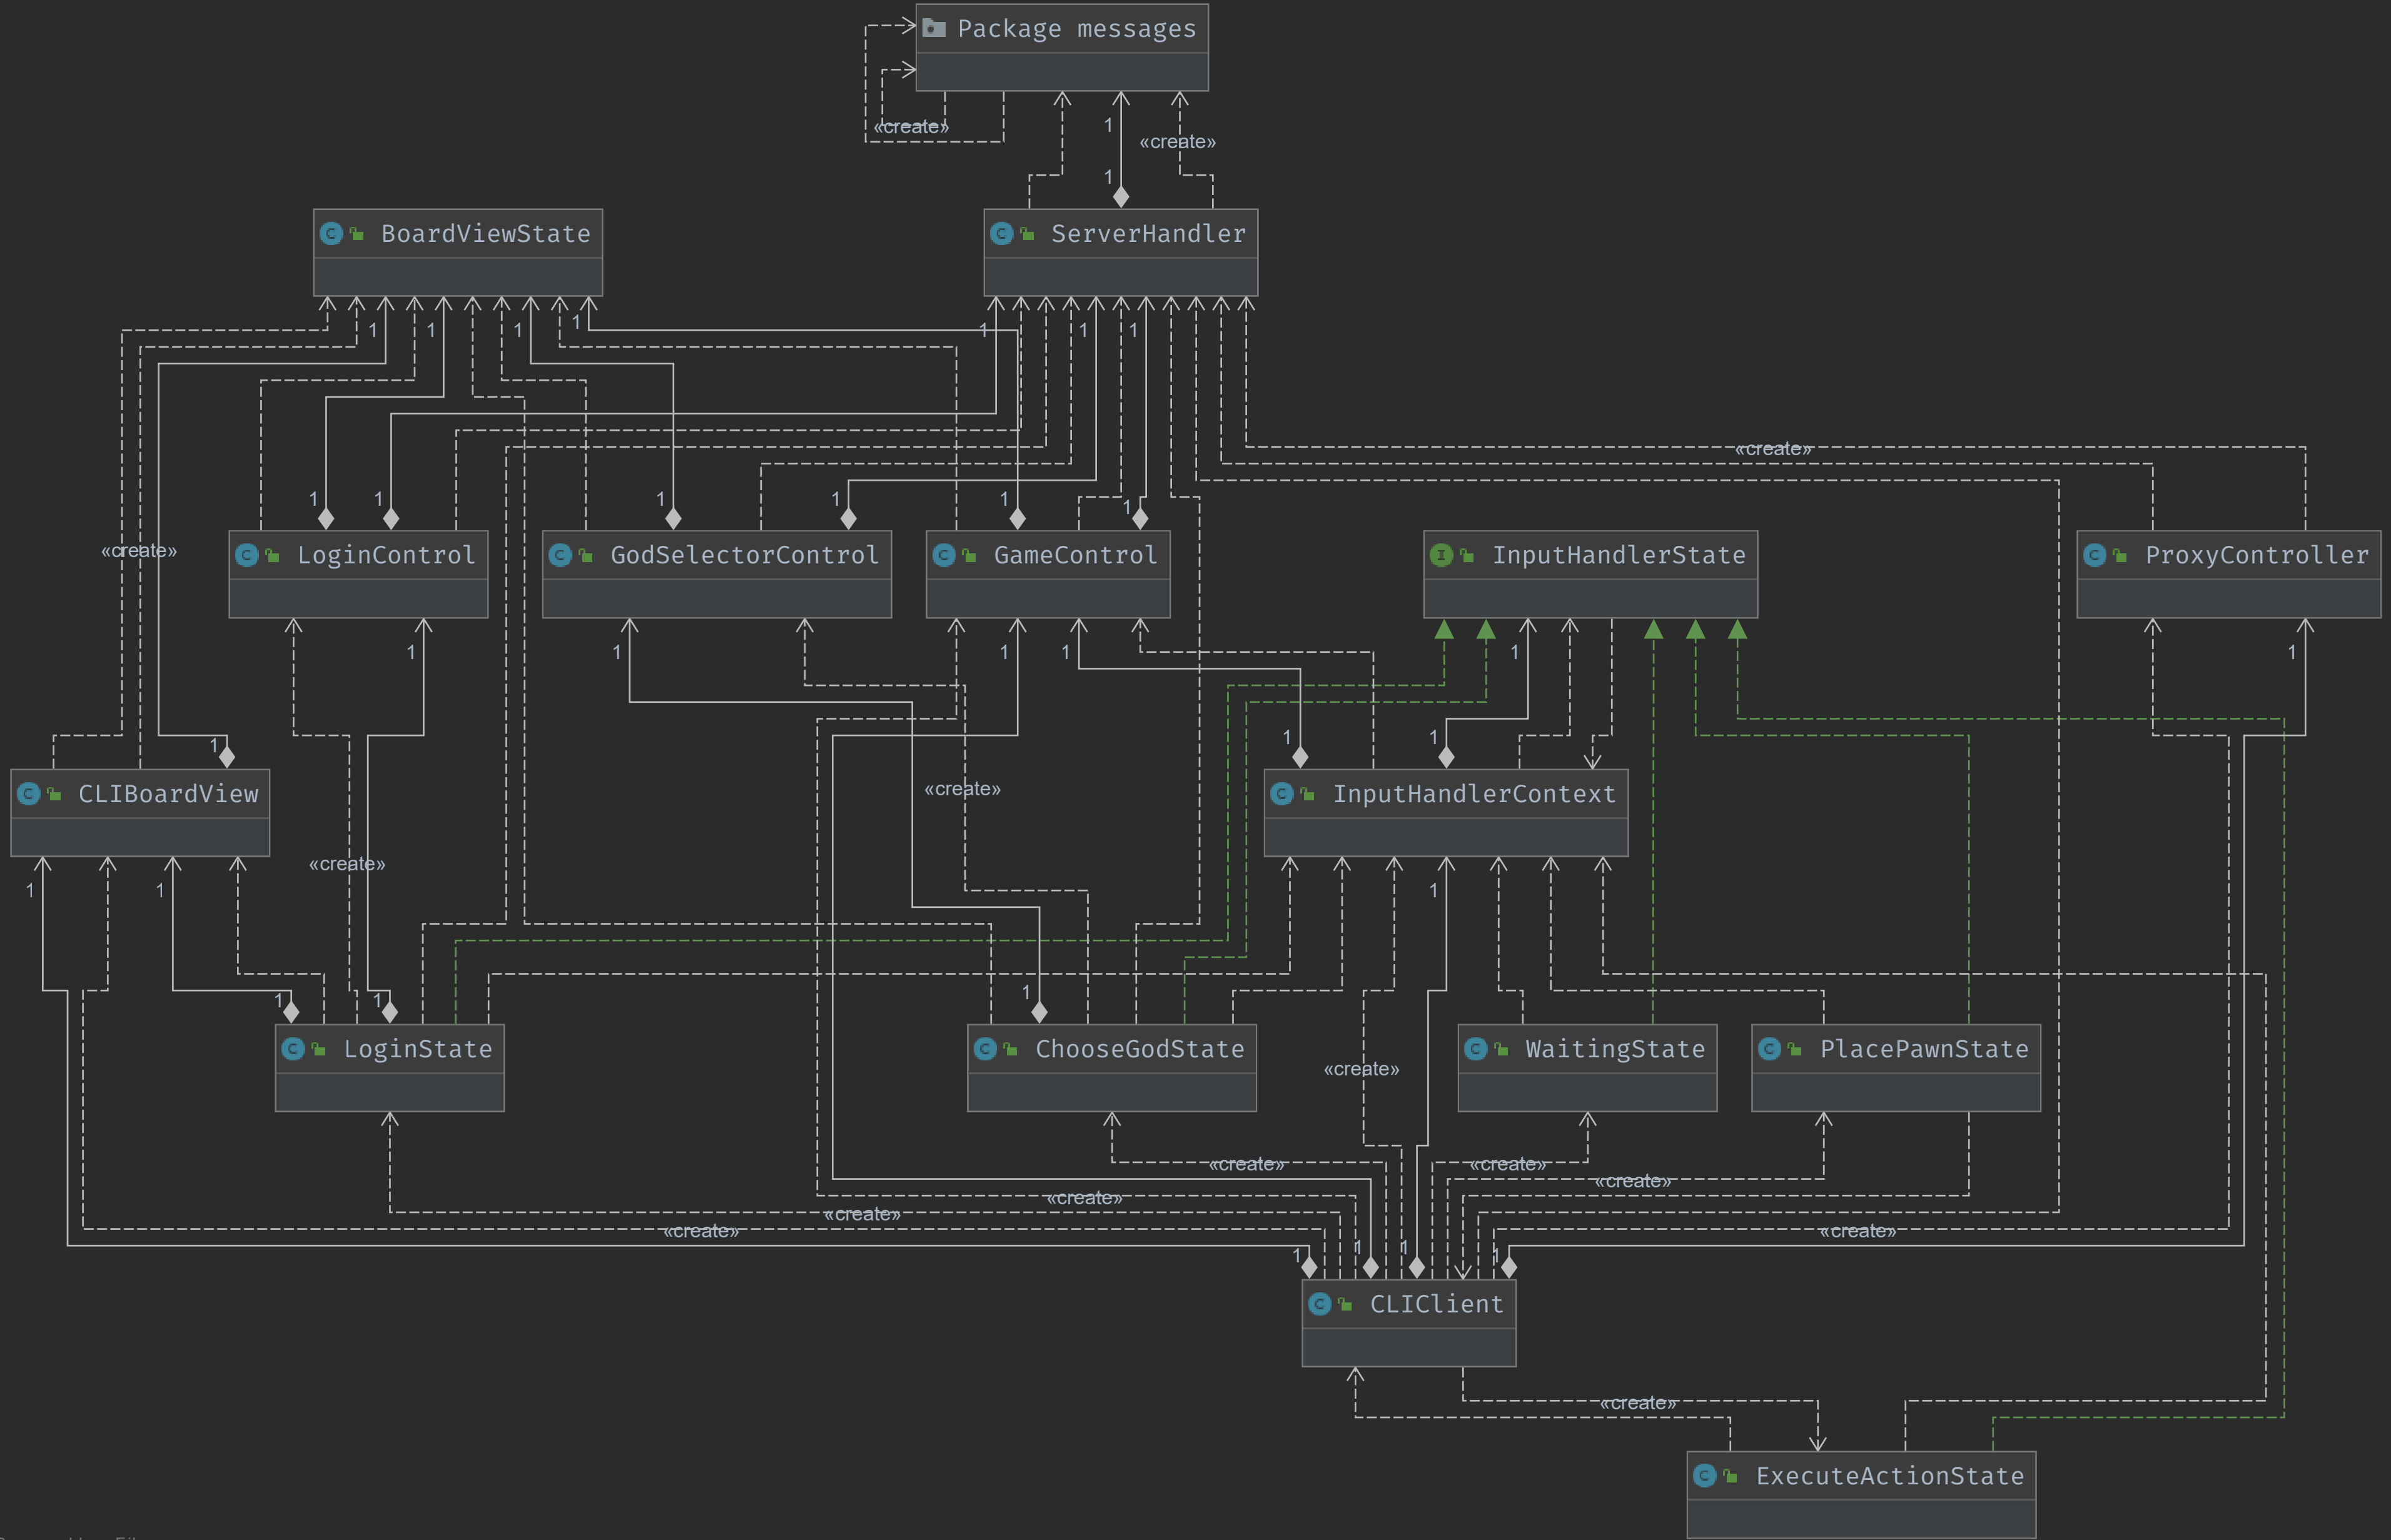 Package messages
«create»
1
«create»
1
BoardViewState
ServerHandler
1
1
1
1
1
1
1
«create»
1
1
1
1
1
1
«create»
LoginControl
GodSelectorControl
GameControl
InputHandlerState
ProxyController
1
1
1
1
1
1
1
1
1
CLIBoardView
«create»
InputHandlerContext
«create»
1
1
1
1
1
1
LoginState
ChooseGodState
WaitingState
PlacePawnState
«create»
«create»
«create»
«create»
«create»
«create»
«create»
«create»
1
1
1
1
CLIClient
«create»
ExecuteActionState